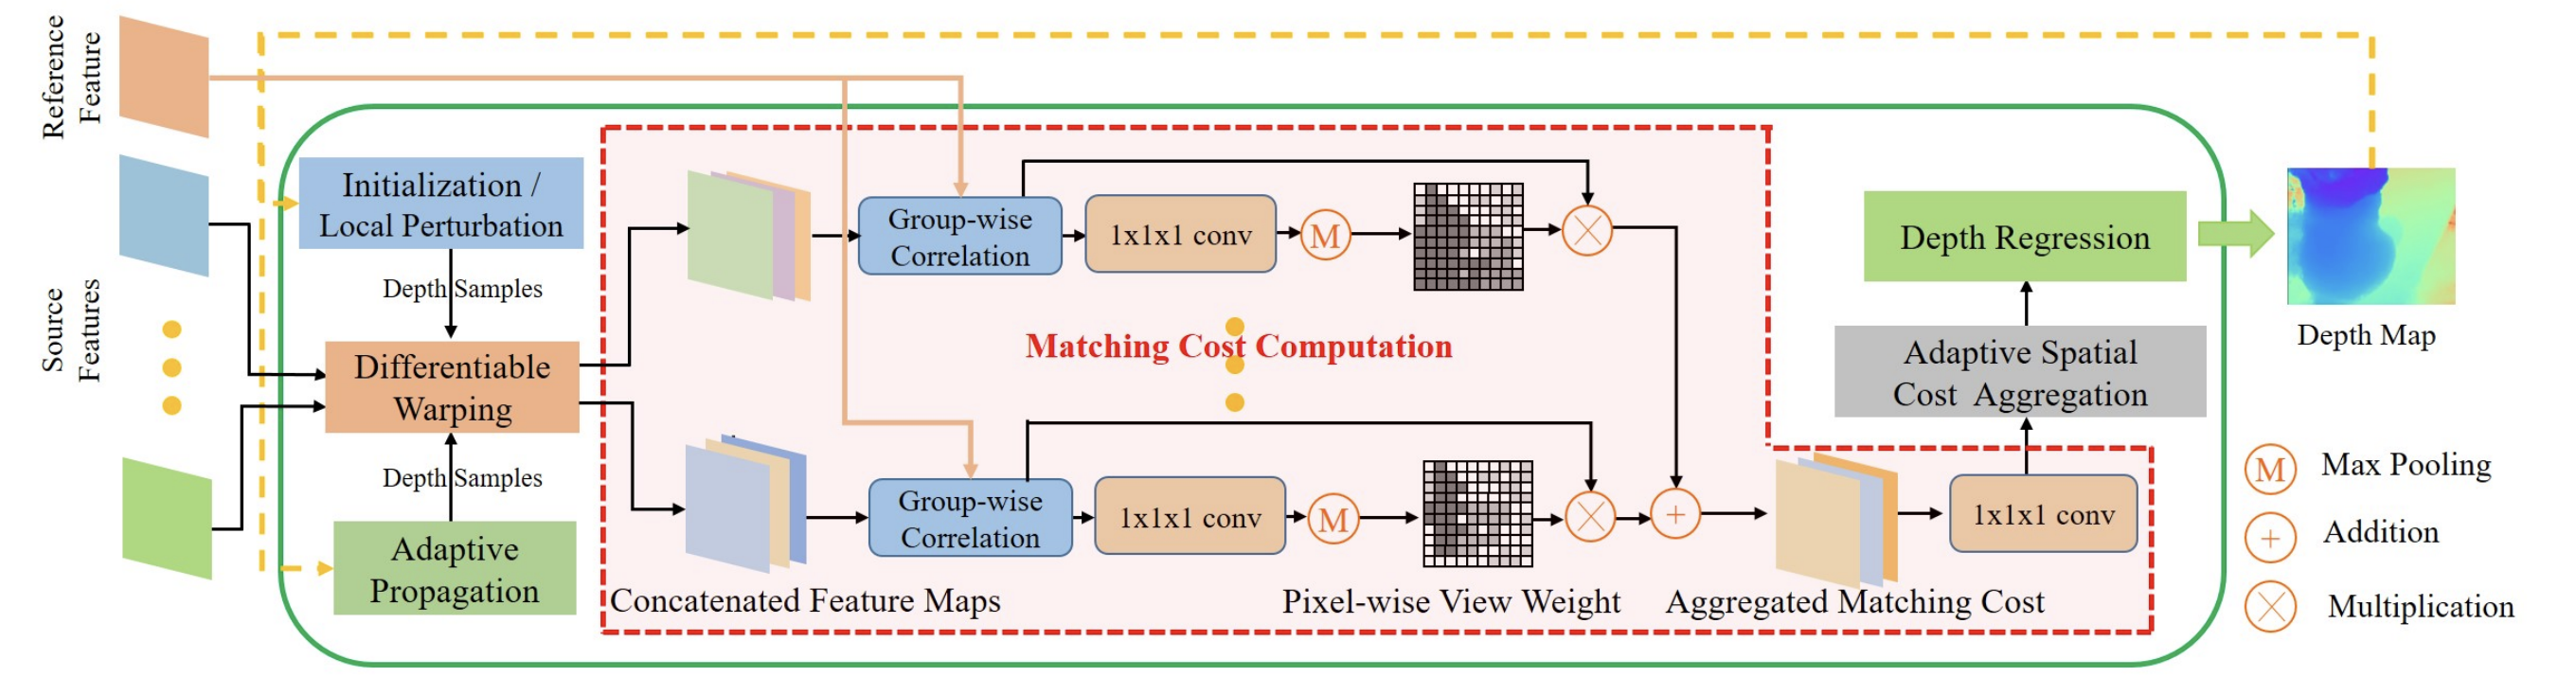 Reference
Feature
Source
Features
Initialization /
Local Perturbation
Depth Samples
Differentiable
Warping
Depth Samples
Adaptive
Propagation
Group-wise
Correlation
1x1x1 conv
M
Matching Cost Computation
Group-wise
Correlation
1x1x1 conv
M
Concatenated Feature Maps
Pixel-wise View Weight
Aggregated Matching Cost
1x1x1 conv
Adaptive Spatial
Cost Aggregation
Depth Regression
Depth Map
M Max Pooling
+ Addition
× Multiplication